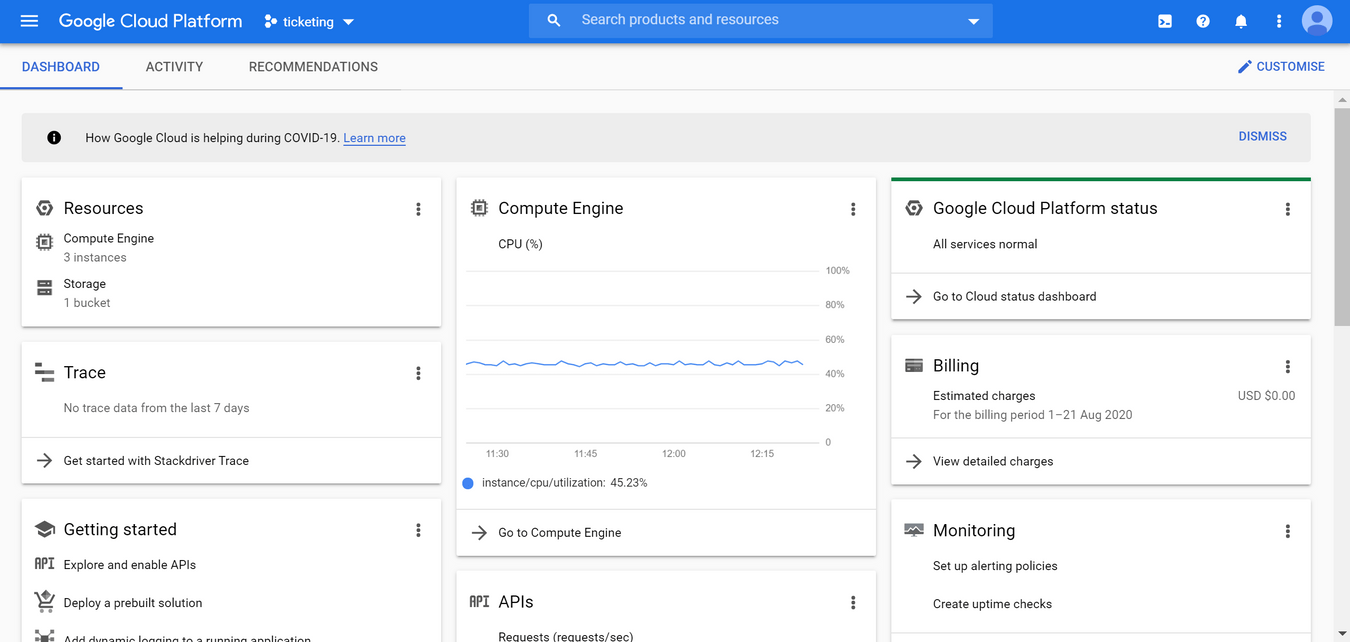 Google Cloud Platform
ticketing
Search products and resources
DASHBOARD
ACTIVITY
RECOMMENDATIONS
CUSTOMISE
How Google Cloud is helping during COVID-19. Learn more
DISMISS
Resources
Compute Engine
3 instances
Storage
1 bucket
Trace
No trace data from the last 7 days
Get started with Stackdriver Trace
Getting started
API Explore and enable APIs
Deploy a prebuilt solution
Add dynamic logging to a running application
Compute Engine
CPU (%)
100%
80%
60%
40%
20%
0
11:30 11:45 12:00 12:15
instance/cpu/utilization: 45.23%
Go to Compute Engine
API APIs
Requests (requests/sec)
Google Cloud Platform status
All services normal
Go to Cloud status dashboard
Billing
Estimated charges USD $0.00
For the billing period 1–21 Aug 2020
View detailed charges
Monitoring
Set up alerting policies
Create uptime checks